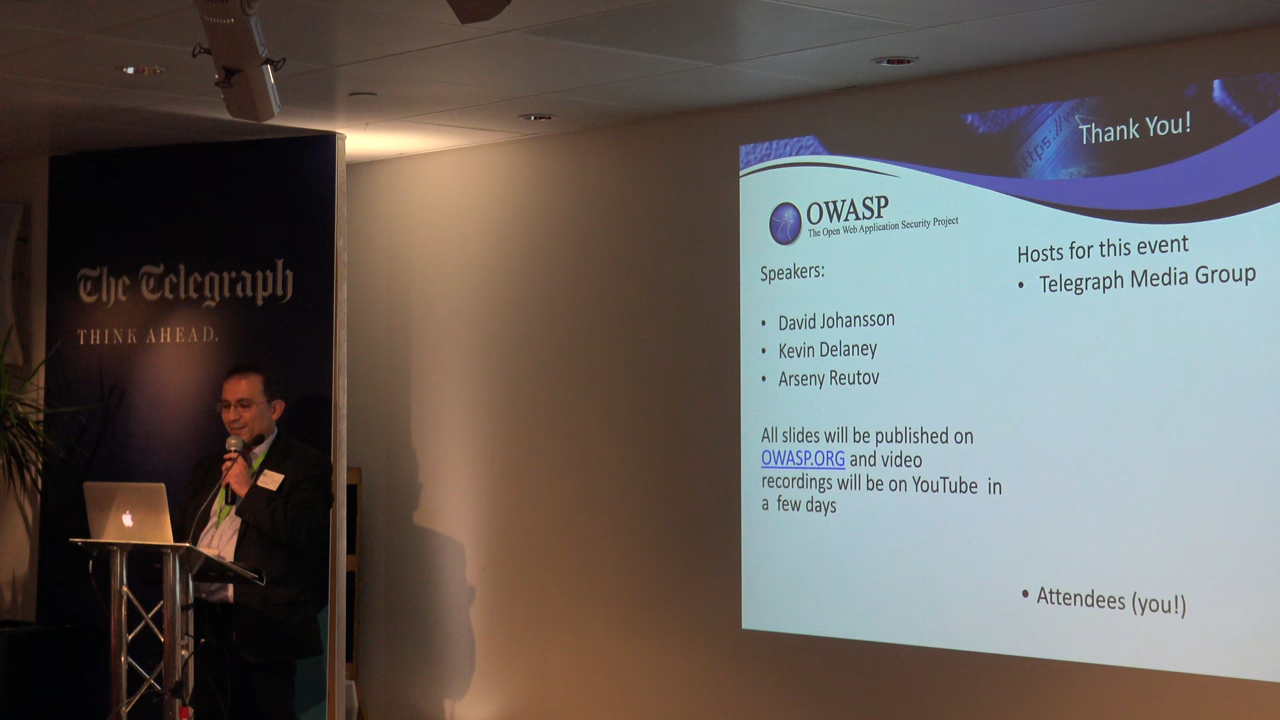 The Telegraph
THINK AHEAD.
https://
Thank You!
OWASP
The Open Web Application Security Project
Speakers:
• David Johansson
• Kevin Delaney
• Arseny Reutov
All slides will be published on
OWASP.ORG and video
recordings will be on YouTube in
a few days
Hosts for this event
• Telegraph Media Group
• Attendees (you!)